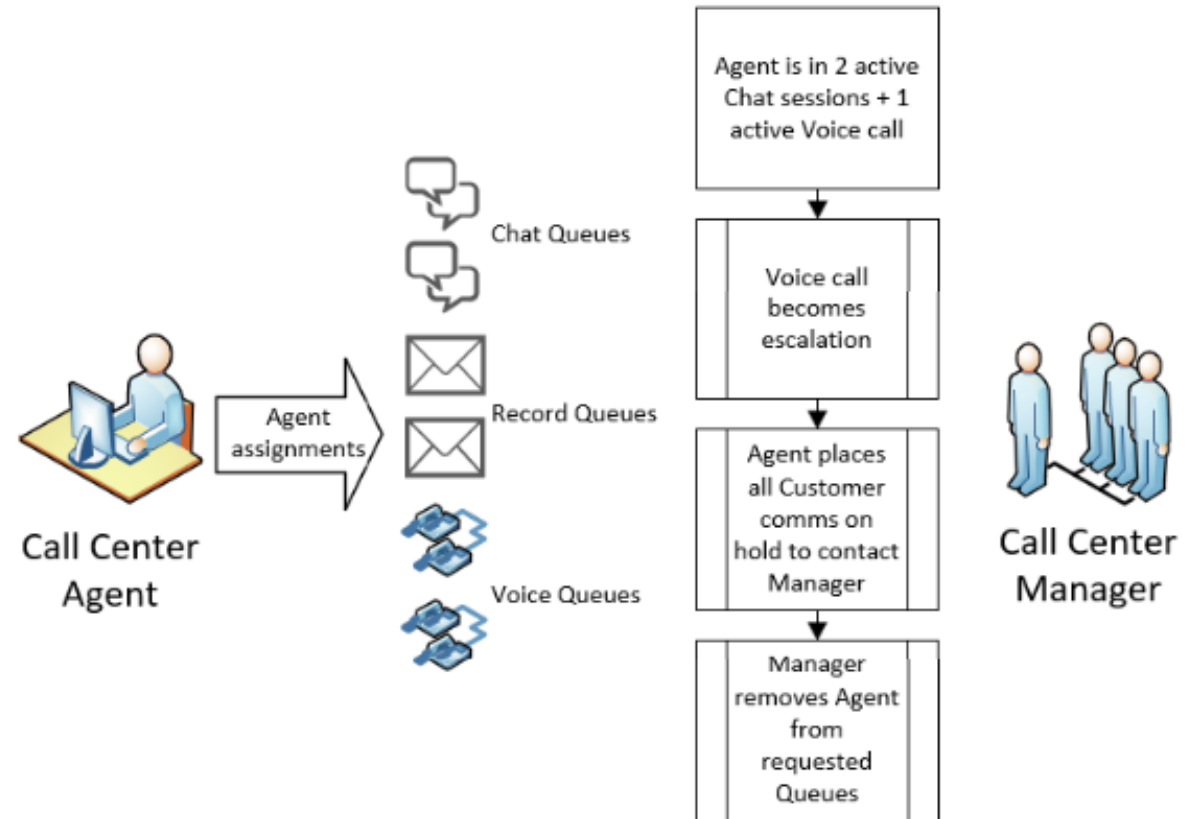 Agent is in 2 active
Chat sessions + 1
active Voice call
Chat Queues
Voice call
becomes
escalation
Agent
assignments
Record Queues
Agent places
all Customer
comms on
hold to contact
Manager
Call Center
Agent
Call Center
Manager
Voice Queues
Manager
removes Agent
from
requested
Queues